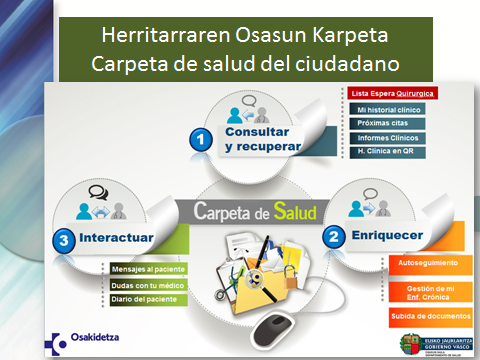 Herritarraren Osasun Karpeta
Carpeta de salud del ciudadano
Lista Espera Quirurgica
Mi historial clínico
Próximas citas
Informes Clínicos
H. Clínica en QR
1
Consultar
y recuperar
Carpeta de Salud
3
Interactuar
Mensajes al paciente
Dudas con tu médico
Diario del paciente
2
Enriquecer
Autoseguimiento
Gestión de mi
Enf. Crónica
Subida de documentos
Osakidetza
EUSKO JAURLARITZA
GOBIERNO VASCO